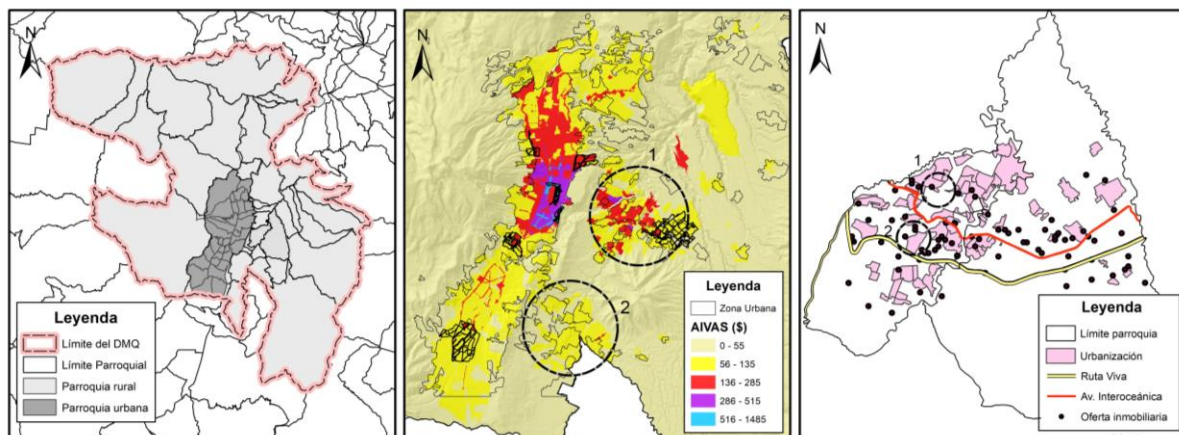 N
Leyenda
Límite del DMQ
Límite Parroquial
Parroquia rural
Parroquia urbana
N
1
2
Leyenda
Zona Urbana
AIVAS ($)
0 - 55
56 - 135
136 - 285
286 - 515
516 - 1485
N
1
2
Leyenda
Límite parroquia
Urbanización
Ruta Viva
Av. Interoceánica
Oferta inmobiliaria